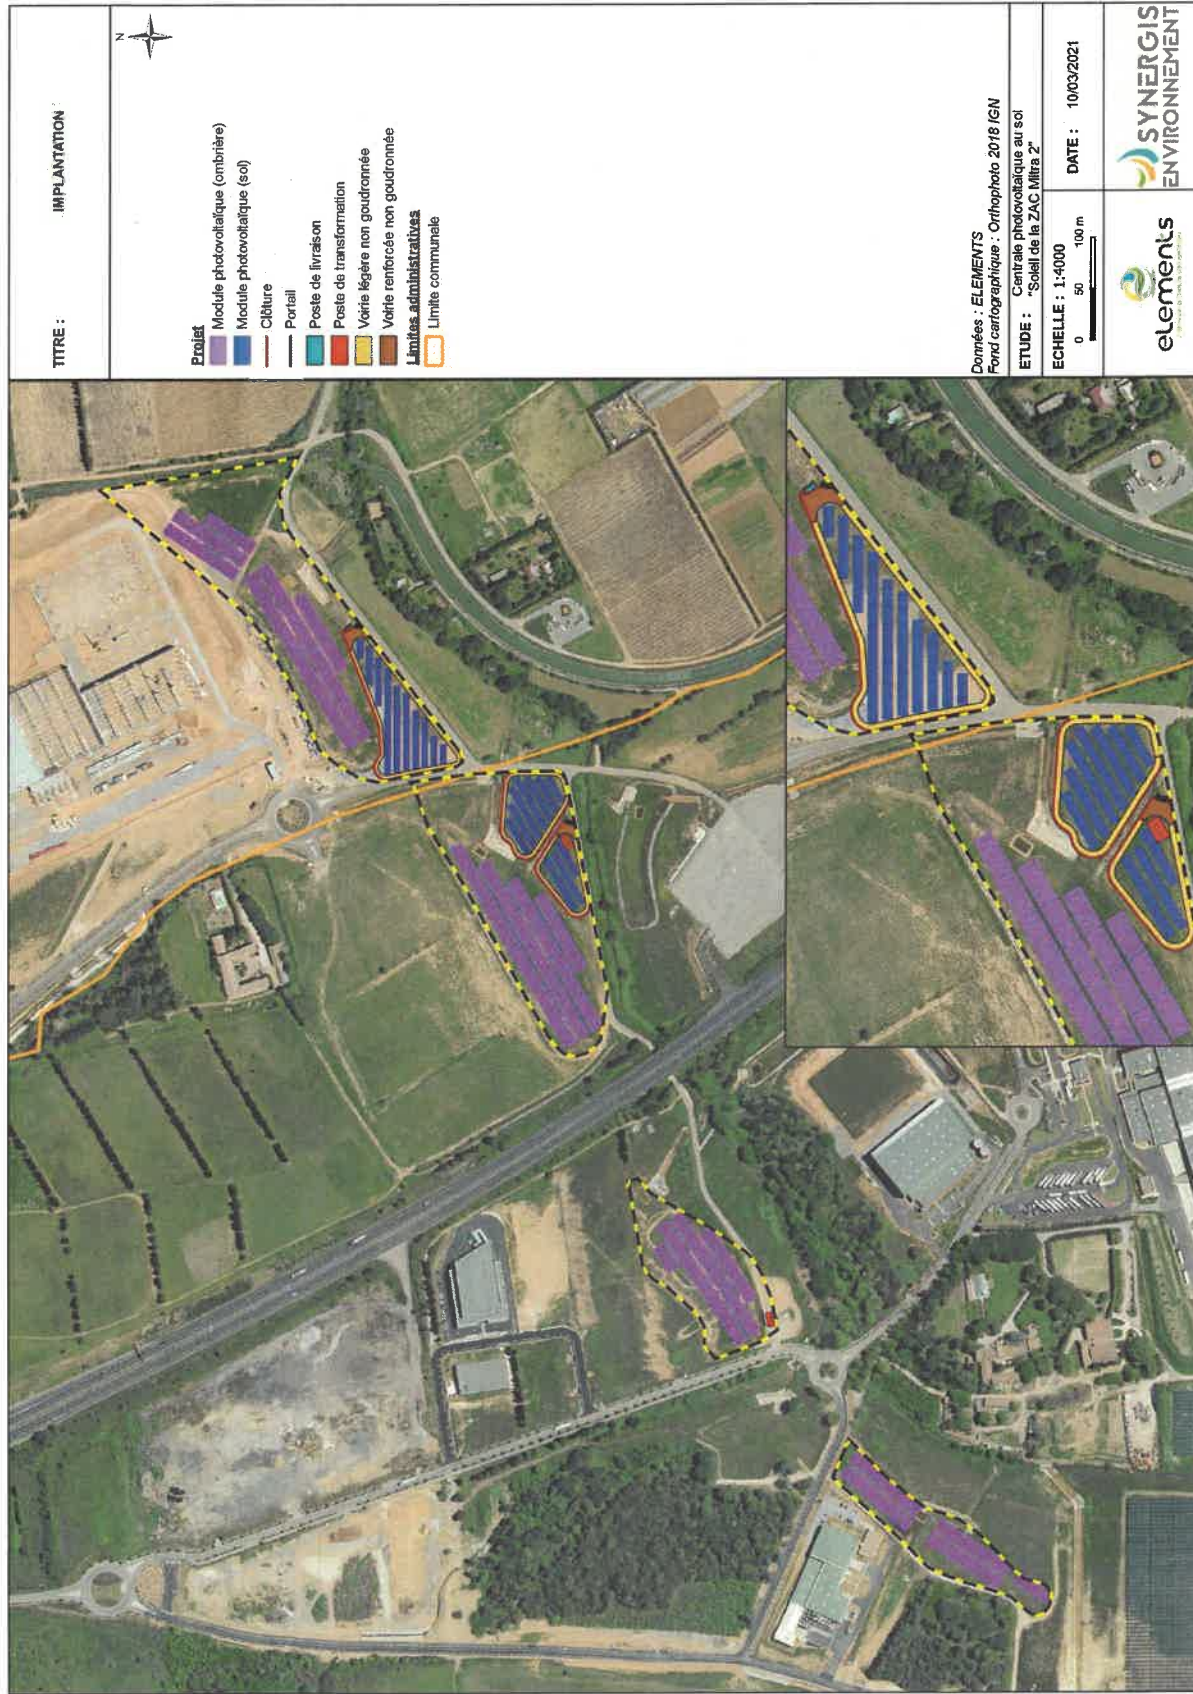 TITRE : IMPLANTATION
N
Projet
Module photovoltaïque (ombrière)
Module photovoltaïque (sol)
Clôture
Portail
Poste de livraison
Poste de transformation
Voirie légère non goudronnée
Voirie renforcée non goudronnée
Limites administratives
Limite communale
Données : ELEMENTS
Fond cartographique : Orthophoto 2018 IGN
ETUDE : Centrale photovoltaïque au sol
"Soleil de la ZAC Mitra 2"
ECHELLE : 1:4000
0 50 100 m
DATE : 10/03/2021
elements
SYNERGIS
ENVIRONNEMENT